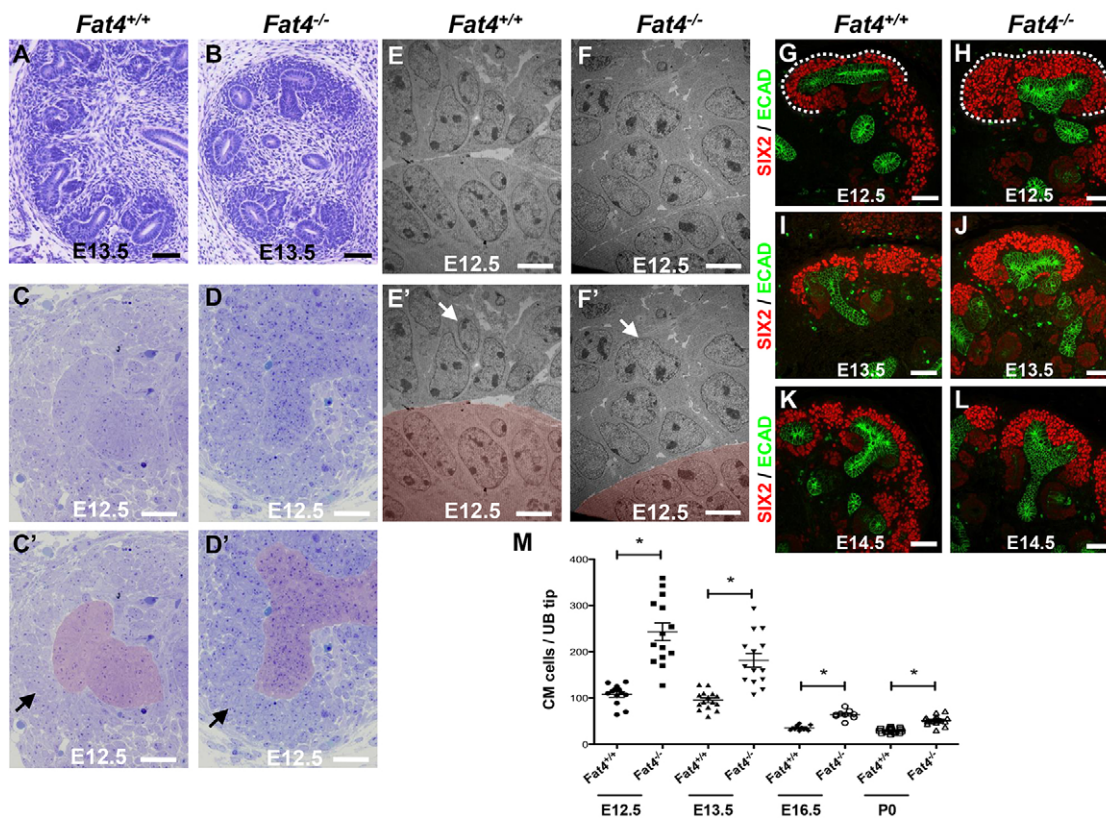 Fat4+/+ Fat4-/- Fat4+/+ Fat4-/- Fat4+/+ Fat4-/-
A B E F G H
SIX2 / ECAD
E13.5 E13.5 E12.5 E12.5 E12.5 E12.5
C D E' F' I J
E12.5 E12.5 E12.5 E12.5 E13.5 E13.5
SIX2 / ECAD
K L
E14.5 E14.5
C' D'
E12.5 E12.5
M
CM cells / UB tip
400
300
200
100
0
* * * *
Fat4+/+ Fat4-/- Fat4+/+ Fat4-/- Fat4+/+ Fat4-/- Fat4+/+ Fat4-/-
E12.5 E13.5 E16.5 P0